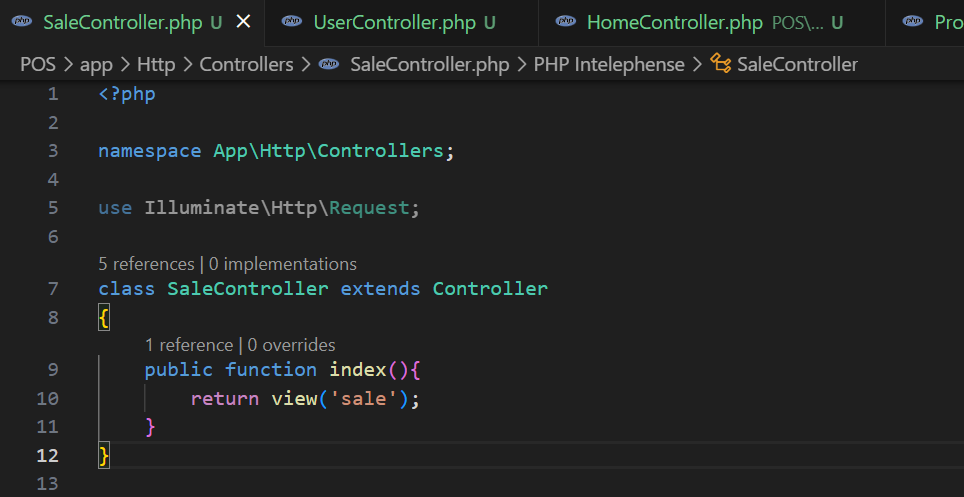 php SaleController.php U × php UserController.php U php HomeController.php POS\... U php Pro
POS > app > Http > Controllers > php SaleController.php > PHP Intelephense > SaleController
1 <?php
2
3 namespace App\Http\Controllers;
4
5 use Illuminate\Http\Request;
6
5 references | 0 implementations
7 class SaleController extends Controller
8 {
1 reference | 0 overrides
9 public function index(){
10 return view('sale');
11 }
12 }
13